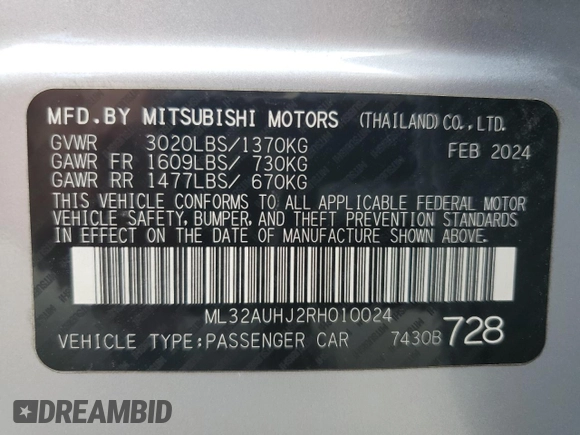 MFD.BY MITSUBISHI MOTORS (THAILAND)CO.,LTD.
GVWR 3020LBS/1370KG FEB 2024
GAWR FR 1609LBS/ 730KG
GAWR RR 1477LBS/ 670KG
THIS VEHICLE CONFORMS TO ALL APPLICABLE FEDERAL MOTOR
VEHICLE SAFETY, BUMPER, AND THEFT PREVENTION STANDARDS
IN EFFECT ON THE DATE OF MANUFACTURE SHOWN ABOVE.
ML32AUHJ2RH010024
VEHICLE TYPE:PASSENGER CAR 7430B 728
DREAMBID